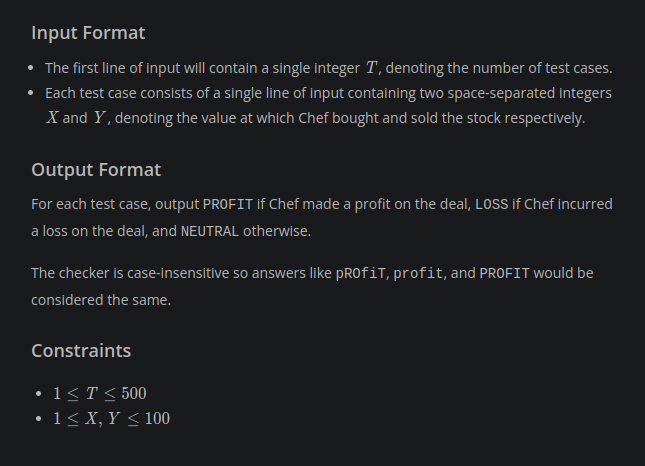 Input Format
• The first line of input will contain a single integer T, denoting the number of test cases.
• Each test case consists of a single line of input containing two space-separated integers
X and Y, denoting the value at which Chef bought and sold the stock respectively.
Output Format
For each test case, output PROFIT if Chef made a profit on the deal, LOSS if Chef incurred
a loss on the deal, and NEUTRAL otherwise.
The checker is case-insensitive so answers like pROfiT, profit, and PROFIT would be
considered the same.
Constraints
• 1 ≤ T ≤ 500
• 1 ≤ X, Y ≤ 100